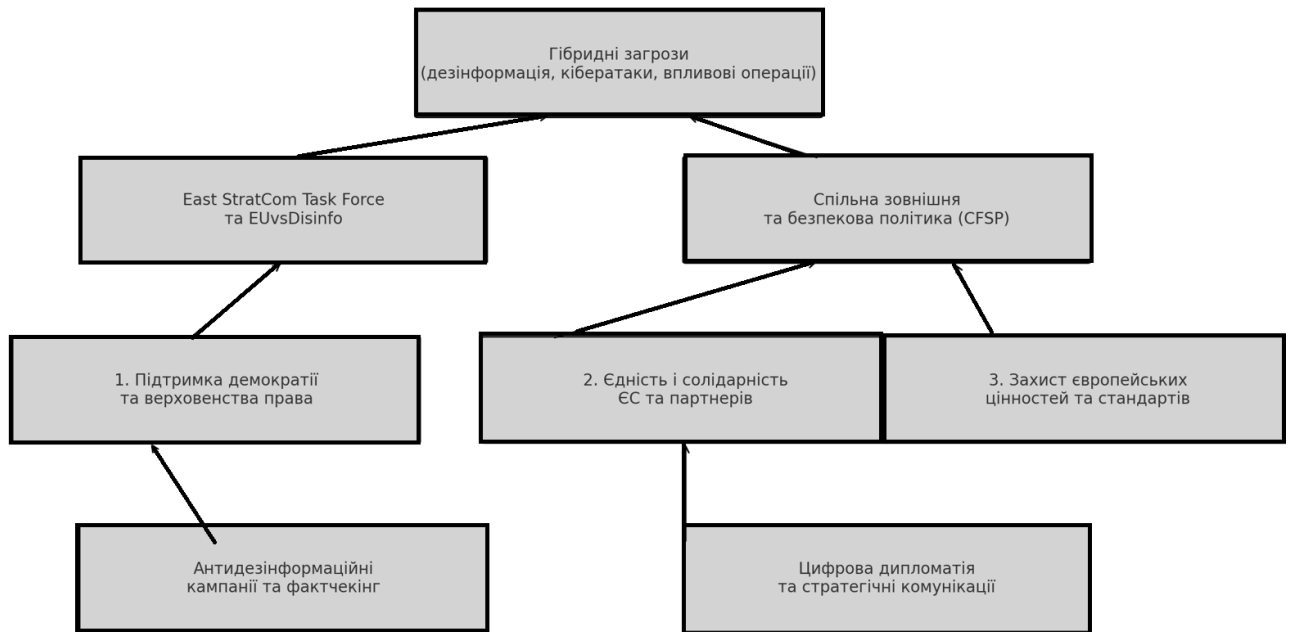 Гібридні загрози
(дезінформація, кібератаки, впливові операції)
East StratCom Task Force
та EUvsDisinfo
Спільна зовнішня
та безпекова політика (CFSP)
1. Підтримка демократії
та верховенства права
2. Єдність і солідарність
ЄС та партнерів
3. Захист європейських
цінностей та стандартів
Антидезінформаційні
кампанії та фактчекінг
Цифрова дипломатія
та стратегічні комунікації